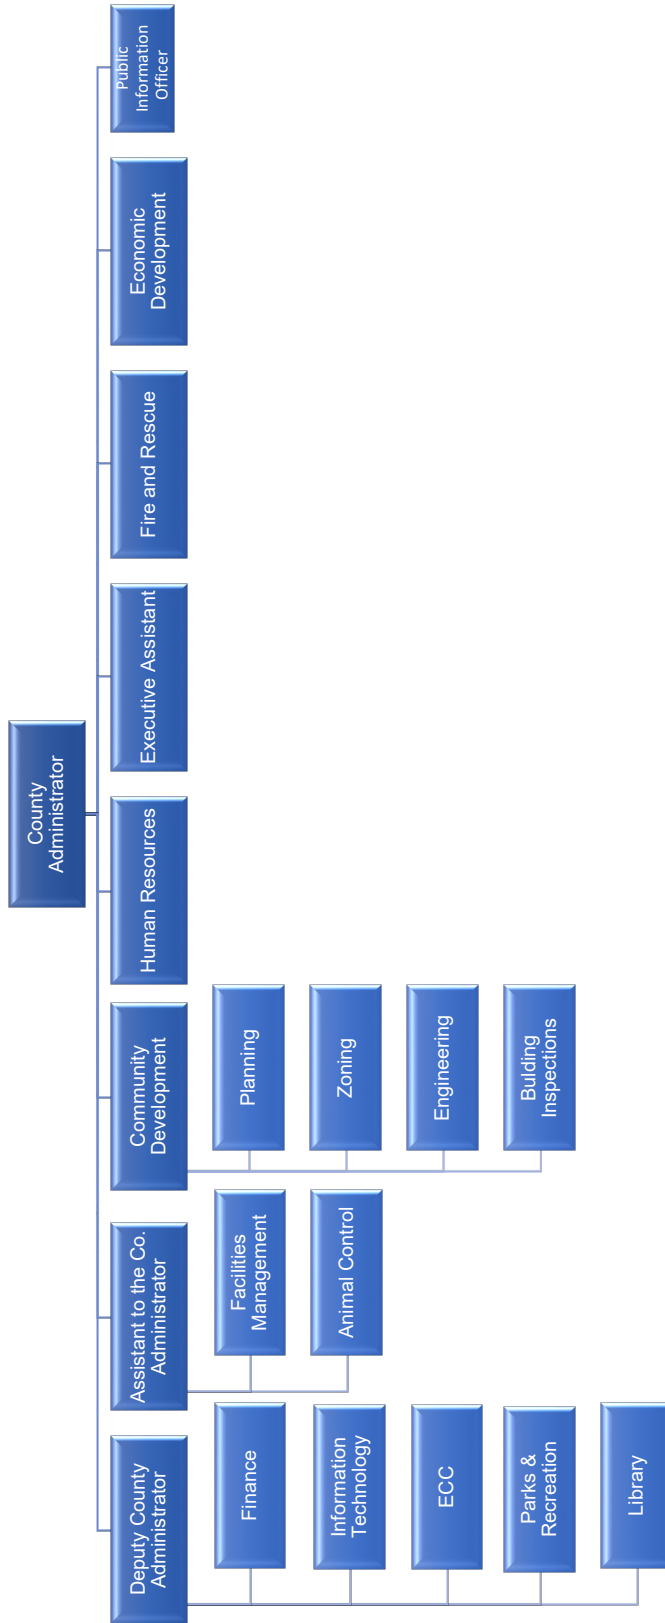 County
Administrator
Deputy County
Administrator
Finance
Information
Technology
ECC
Parks &
Recreation
Library
Assistant to the Co.
Administrator
Facilities
Management
Animal Control
Community
Development
Planning
Zoning
Engineering
Bulding
Inspections
Human Resources
Executive Assistant
Fire and Rescue
Economic
Development
Public
Information
Officer